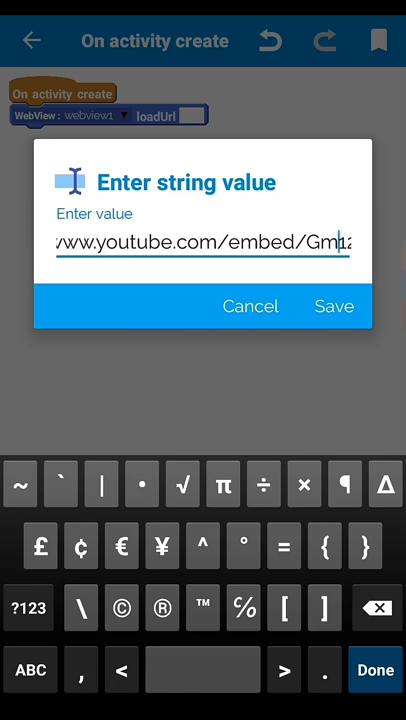 On activity create
On activity create
WebView: webview1 loadUrl
Enter string value
Enter value
www.youtube.com/embed/Gm12
Cancel Save
~ ` | • √ π ÷ × ¶ Δ
£ ¢ € ¥ ^ ° = { }
?123 \ © ® ™ ℅ [ ]
ABC , < > . Done